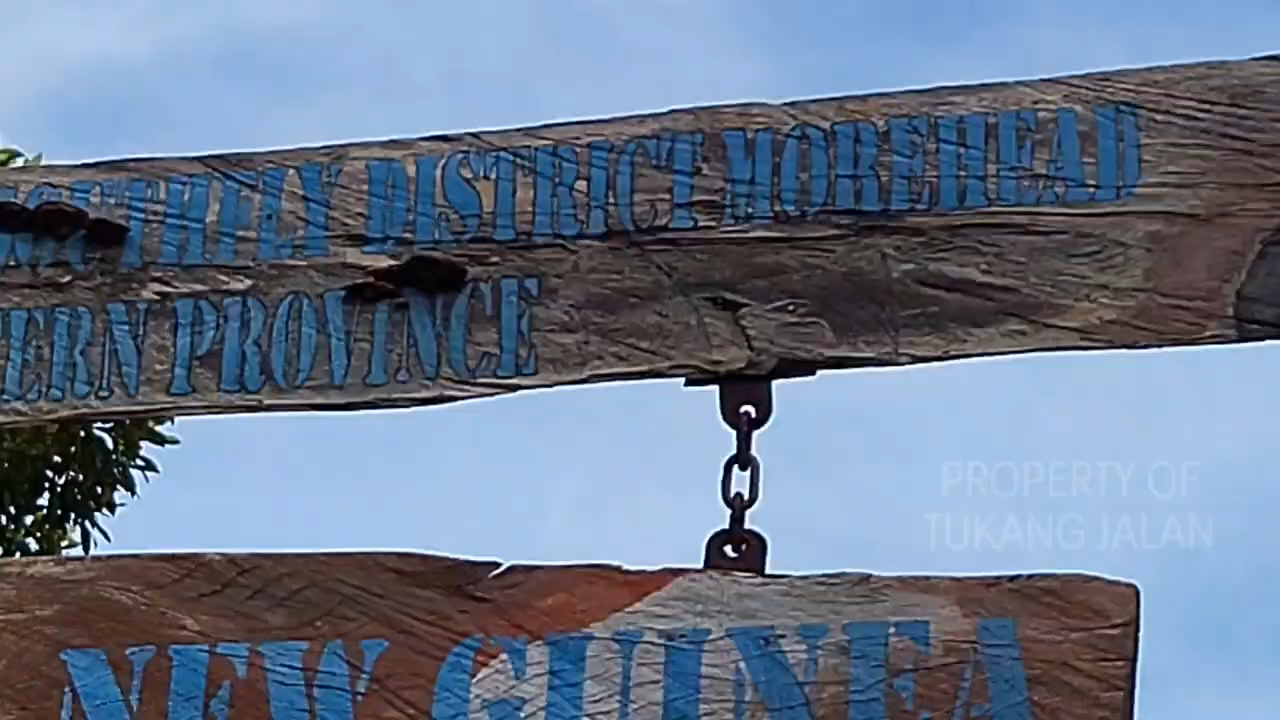 DISTRICT MOREHEAD
ERN PROVINCE
PROPERTY OF
TUKANG JALAN
NEW GUINEA